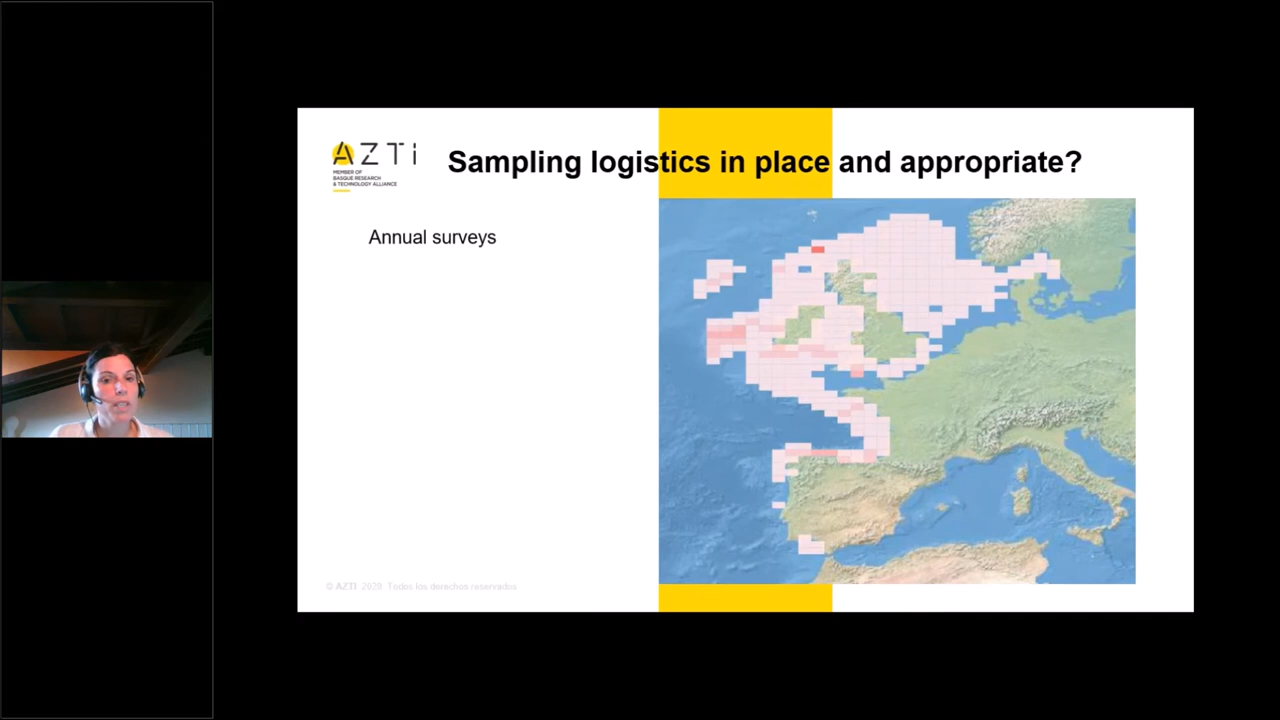 AZTi
MEMBER OF
BASQUE RESEARCH
& TECHNOLOGY ALLIANCE
Sampling logistics in place and appropriate?
Annual surveys
© AZTI 2020 Todos los derechos reservados